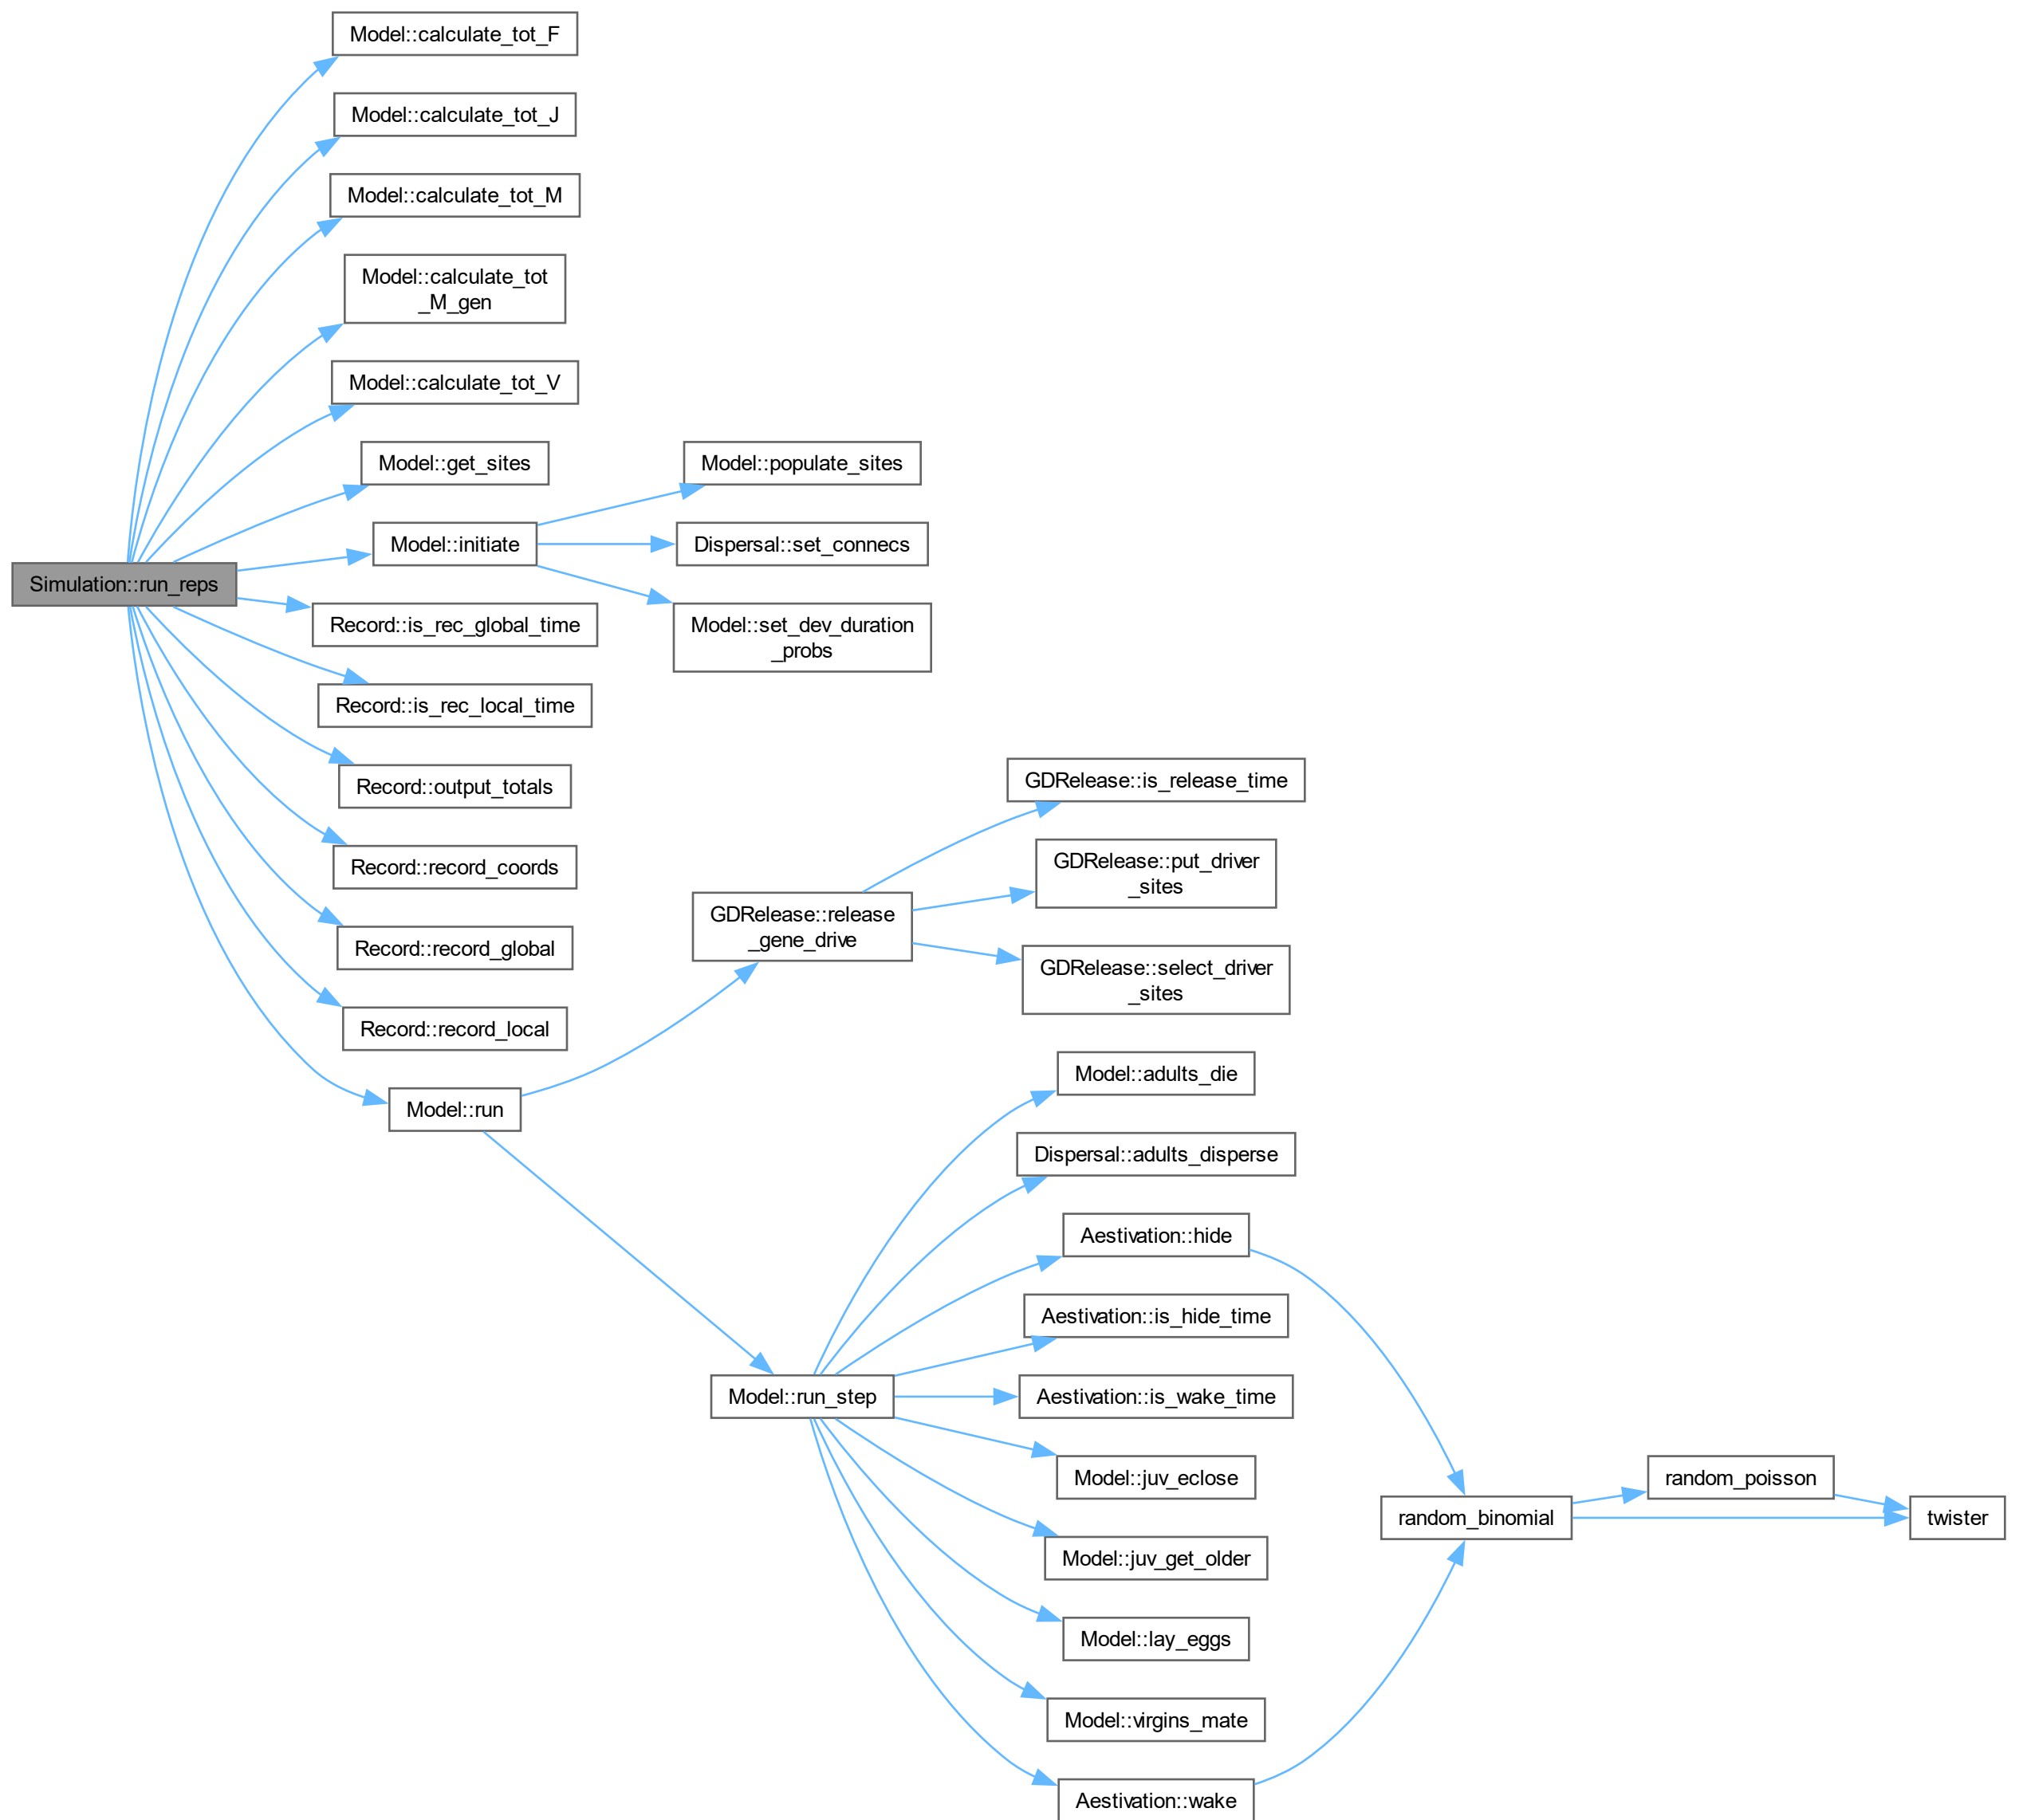 Simulation::run_reps
Model::calculate_tot_F
Model::calculate_tot_J
Model::calculate_tot_M
Model::calculate_tot
_M_gen
Model::calculate_tot_V
Model::get_sites
Model::initiate
Model::populate_sites
Dispersal::set_connecs
Model::set_dev_duration
_probs
Record::is_rec_global_time
Record::is_rec_local_time
Record::output_totals
Record::record_coords
Record::record_global
Record::record_local
Model::run
GDRelease::release
_gene_drive
GDRelease::is_release_time
GDRelease::put_driver
_sites
GDRelease::select_driver
_sites
Model::run_step
Model::adults_die
Dispersal::adults_disperse
Aestivation::hide
Aestivation::is_hide_time
Aestivation::is_wake_time
Model::juv_eclose
Model::juv_get_older
Model::lay_eggs
Model::virgins_mate
Aestivation::wake
random_binomial
random_poisson
twister